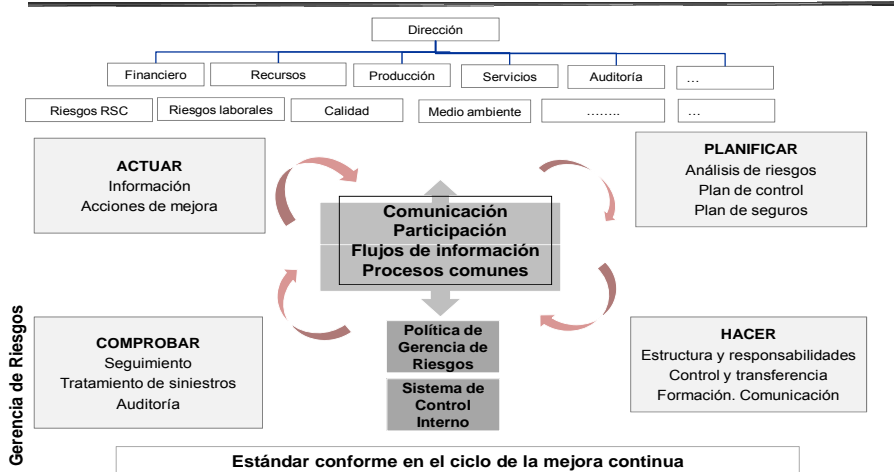 Dirección
Financiero
Recursos
Producción
Servicios
Auditoría
...
Riesgos RSC
Riesgos laborales
Calidad
Medio ambiente
........
...
ACTUAR
Información
Acciones de mejora
PLANIFICAR
Análisis de riesgos
Plan de control
Plan de seguros
Comunicación
Participación
Flujos de información
Procesos comunes
COMPROBAR
Seguimiento
Tratamiento de siniestros
Auditoría
Política de
Gerencia de
Riesgos
Sistema de
Control
Interno
HACER
Estructura y responsabilidades
Control y transferencia
Formación. Comunicación
Gerencia de Riesgos
Estándar conforme en el ciclo de la mejora continua